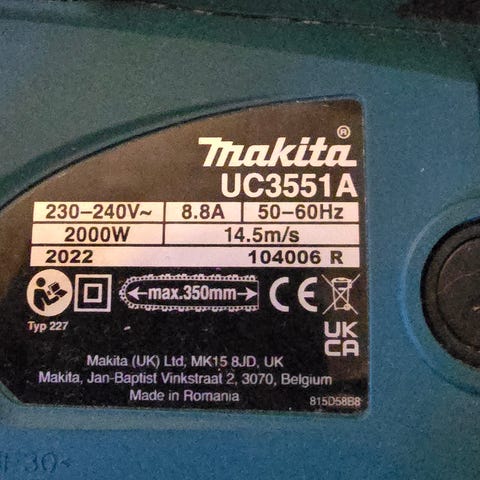 makita®
UC3551A
230-240V~ 8.8A 50-60Hz
2000W 14.5m/s
2022 104006 R
max.350mm
CE
Typ 227
UK
CA
Makita (UK) Ltd, MK15 8JD, UK
Makita, Jan-Baptist Vinkstraat 2, 3070, Belgium
Made in Romania
815D58B8